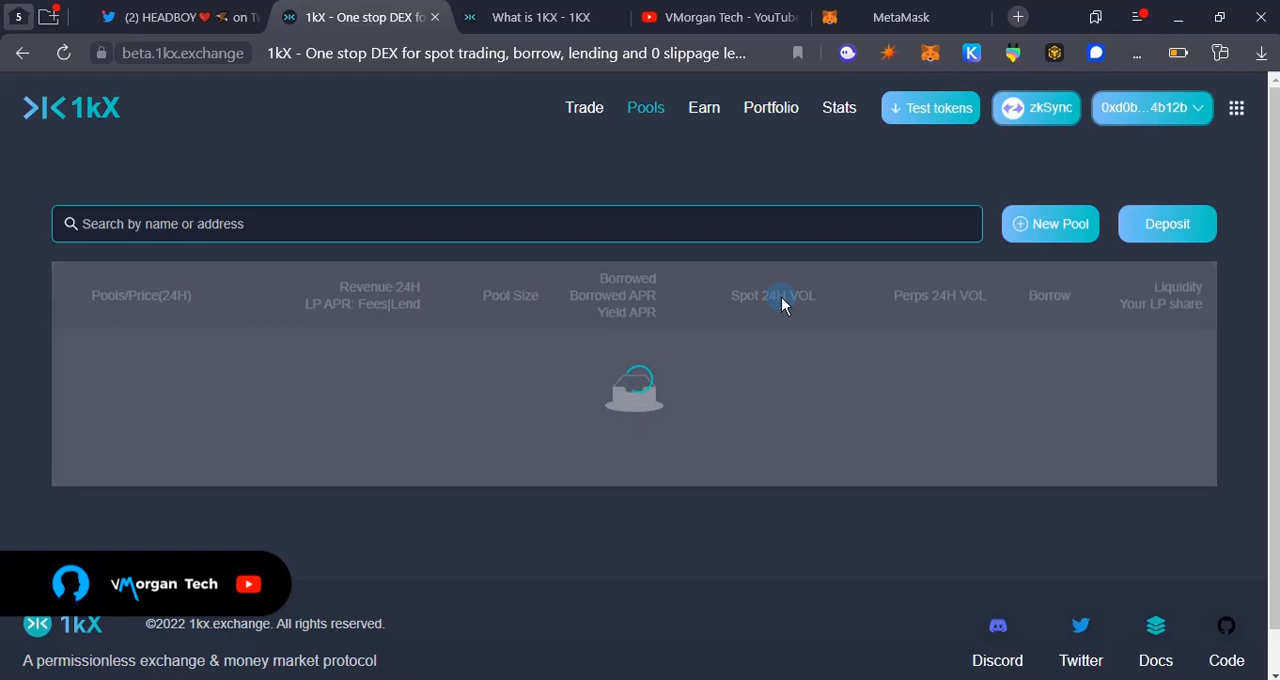 5
(2) HEADBOY❤️ on Tw
1kX - One stop DEX fo
What is 1KX - 1KX
VMorgan Tech - YouTub
MetaMask
beta.1kx.exchange
1kX - One stop DEX for spot trading, borrow, lending and 0 slippage le...
1kX
Trade
Pools
Earn
Portfolio
Stats
Test tokens
zkSync
0xd0b...4b12b
Search by name or address
New Pool
Deposit
Pools/Price(24H)
Revenue 24H
LP APR: Fees|Lend
Pool Size
Borrowed
Borrowed APR
Yield APR
Spot 24H VOL
Perps 24H VOL
Borrow
Liquidity
Your LP share
VMorgan Tech
1kX
©2022 1kx.exchange. All rights reserved.
A permissionless exchange & money market protocol
Discord
Twitter
Docs
Code